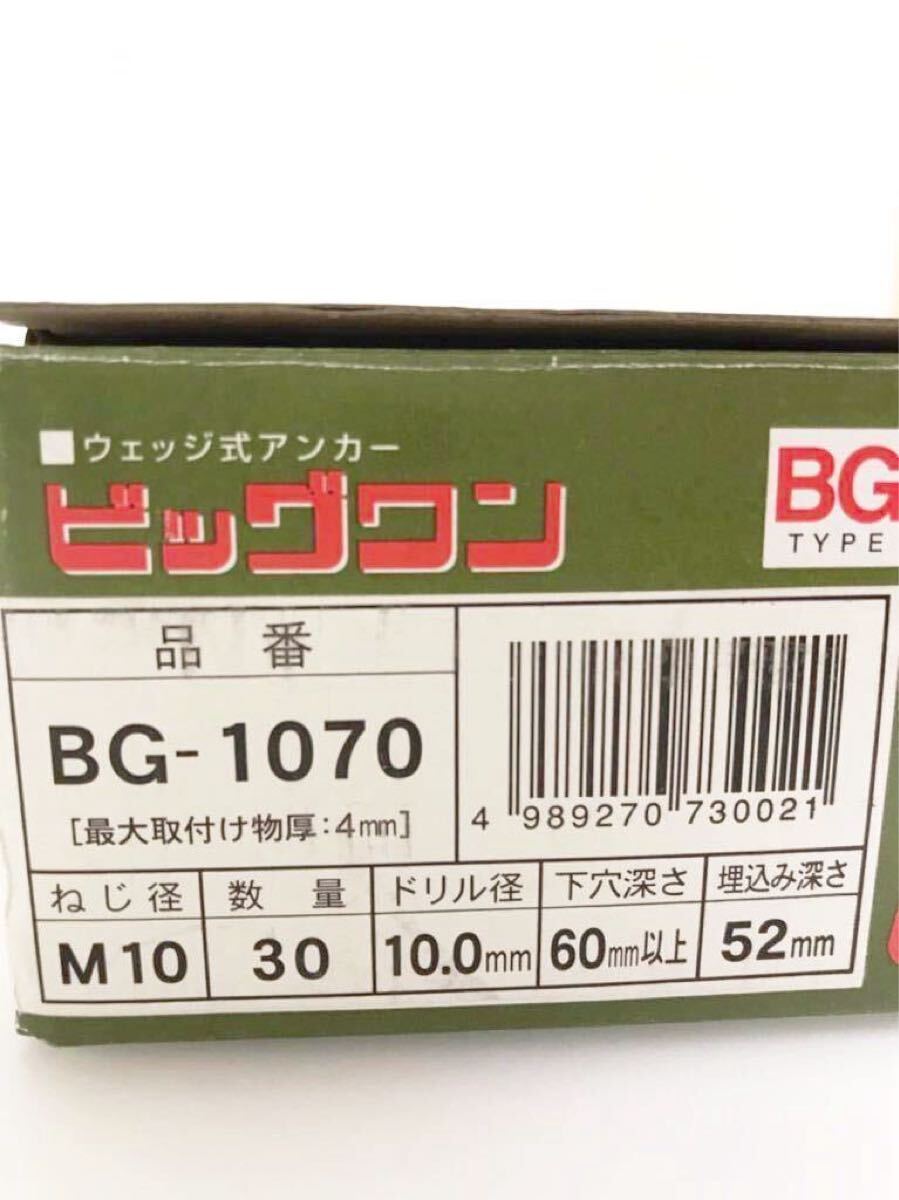 ■ウェッジ式アンカー
ビッグワン
BG
TYPE
品番
BG-1070
[最大取付け物厚:4mm]
4 989270 730021
ねじ径 数量 ドリル径 下穴深さ 埋込み深さ
M10 30 10.0mm 60mm以上 52mm